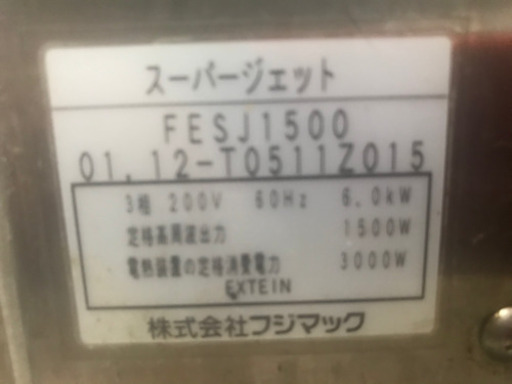 スーパージェット
FESJ1500
01.12-T0511Z015
3相 200V 60Hz 6.0kW
定格高周波出力 1500W
電熱装置の定格消費電力 3000W
EXTEIN
株式会社フジマック